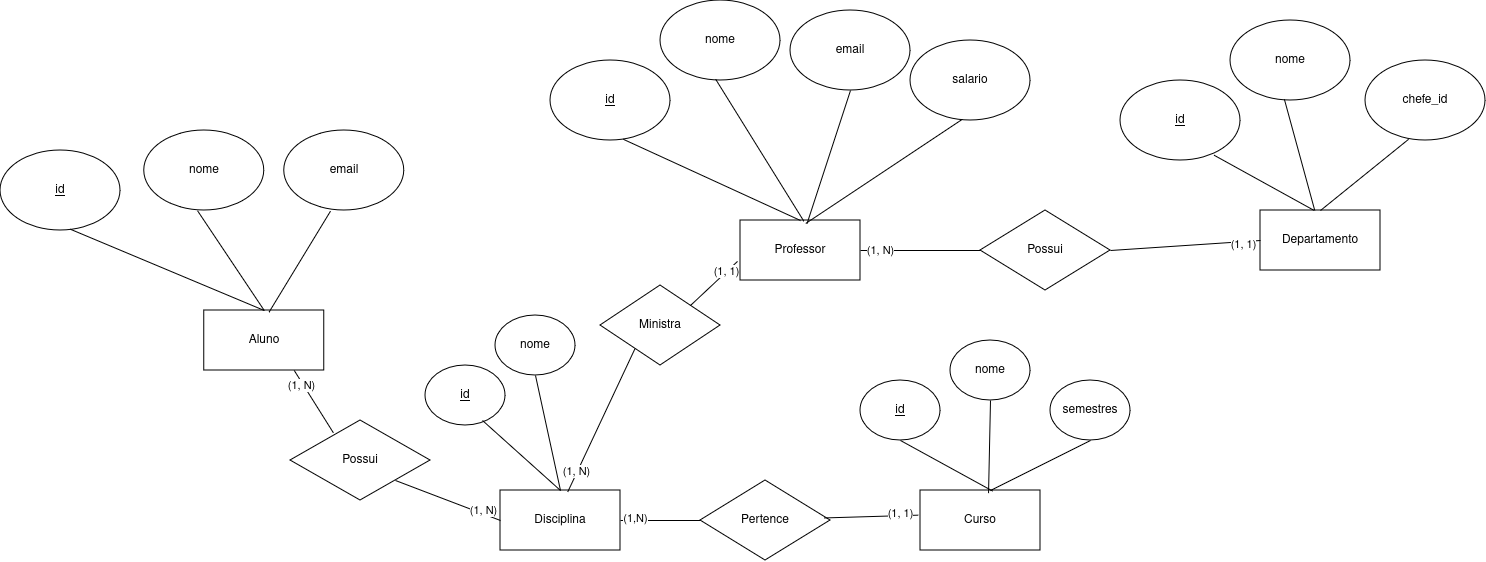 nome
email
salario
id
nome
id
chefe_id
id
nome
email
Professor
(1, N)
Possui
(1, 1)
Departamento
(1, 1)
Aluno
Ministra
nome
id
(1, N)
nome
id
semestres
Possui
(1, N)
(1, N)
Disciplina
(1,N)
Pertence
(1, 1)
Curso